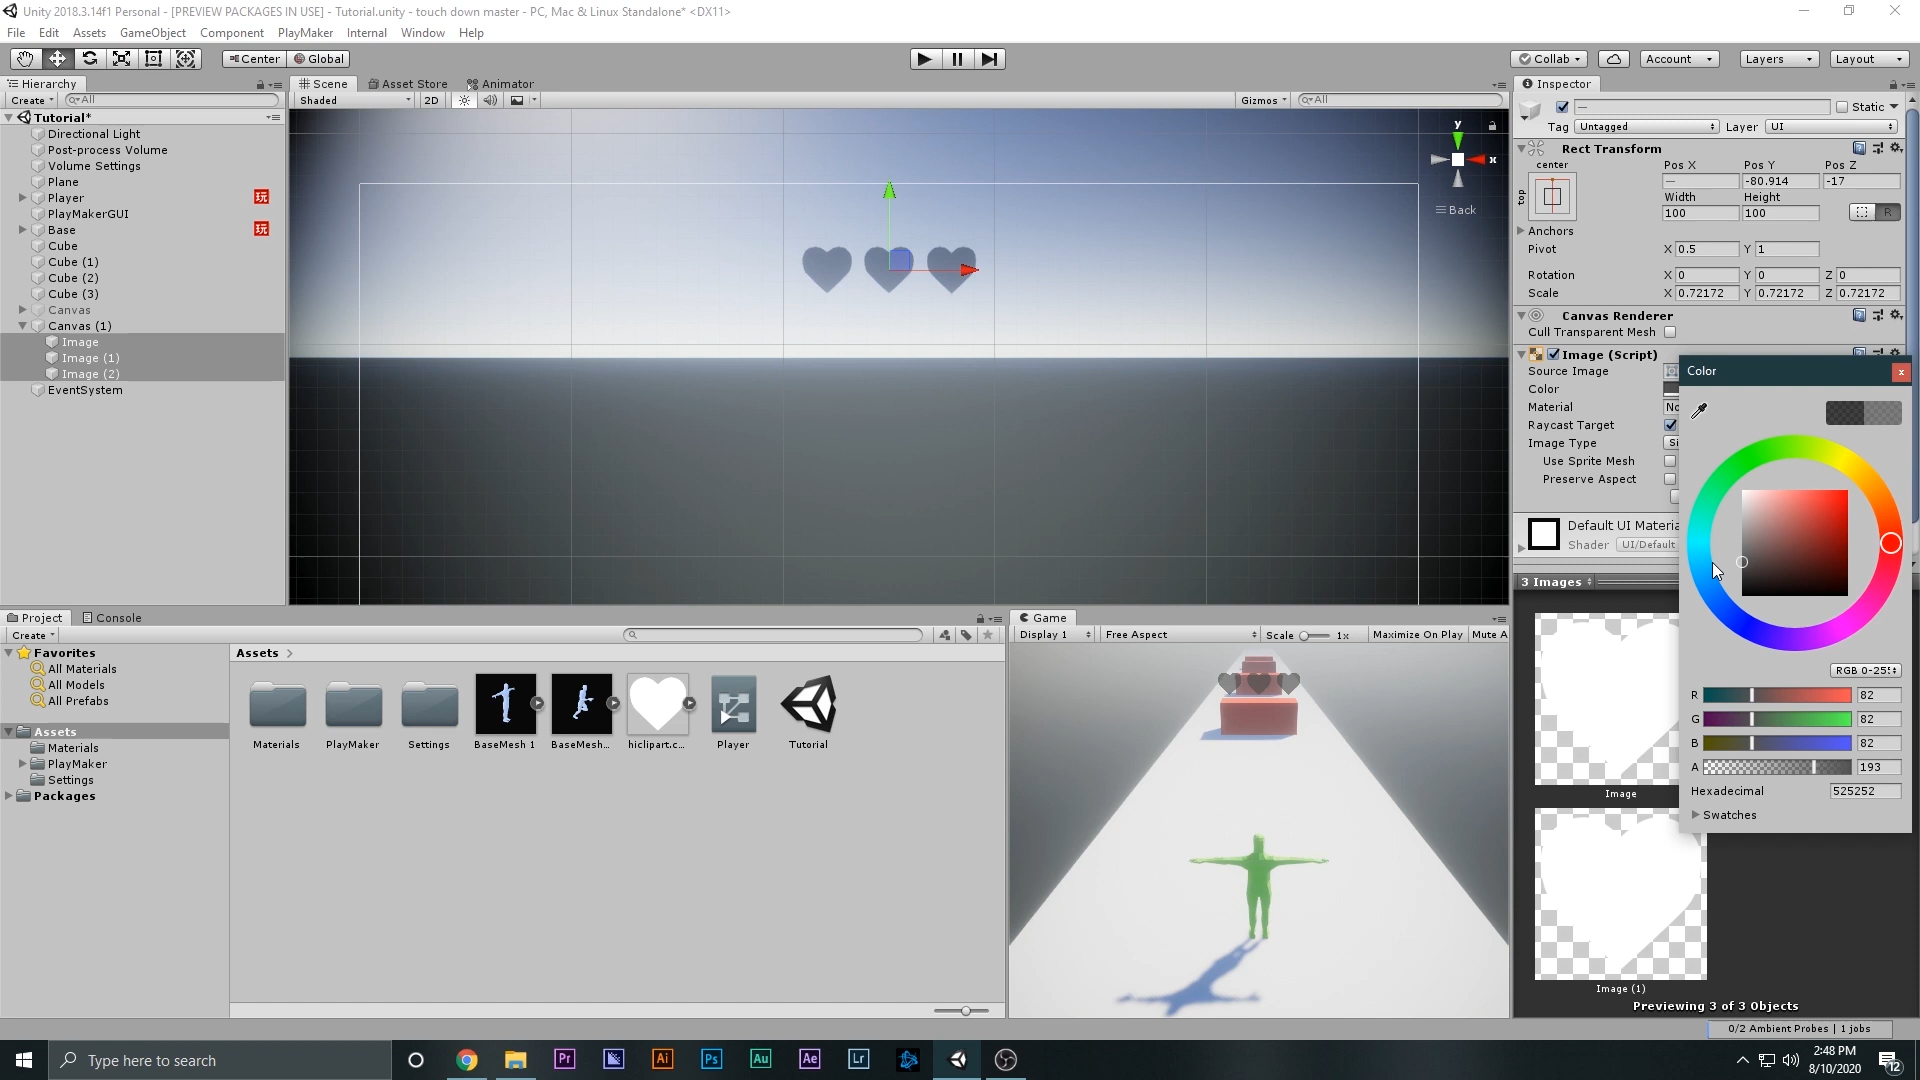 Unity 2018.3.14f1 Personal - [PREVIEW PACKAGES IN USE] - Tutorial.unity - touch down master - PC, Mac & Linux Standalone* <DX11>
File Edit Assets GameObject Component PlayMaker Internal Window Help
Center Global Collab Account Layers Layout
Hierarchy
Create All
Tutorial*
Directional Light
Post-process Volume
Volume Settings
Plane
Player 玩
PlayMakerGUI
Base 玩
Cube
Cube (1)
Cube (2)
Cube (3)
Canvas
Canvas (1)
Image
Image (1)
Image (2)
EventSystem
Scene Asset Store Animator
Shaded 2D Gizmos All
y
x
Back
Inspector
— Static
Tag Untagged Layer UI
Rect Transform
center Pos X Pos Y Pos Z
top — -80.914 -17
Width Height
100 100 R
Anchors
Pivot X 0.5 Y 1
Rotation X 0 Y 0 Z 0
Scale X 0.72172 Y 0.72172 Z 0.72172
Canvas Renderer
Cull Transparent Mesh
Image (Script)
Source Image
Color
Material No
Raycast Target
Image Type Si
Use Sprite Mesh
Preserve Aspect
Default UI Materia
Shader UI/Default
3 Images
Image
Image (1)
Previewing 3 of 3 Objects
Color x
RGB 0-255
R 82
G 82
B 82
A 193
Hexadecimal 525252
Swatches
Project Console
Create
Favorites
All Materials
All Models
All Prefabs
Assets
Materials
PlayMaker
Settings
Packages
Assets
Materials PlayMaker Settings BaseMesh 1 BaseMesh... hiclipart.c... Player Tutorial
Game
Display 1 Free Aspect Scale 1x Maximize On Play Mute A
0/2 Ambient Probes | 1 jobs
Type here to search
Pr Ai Ps Au Ae Lr
2:48 PM
8/10/2020
12